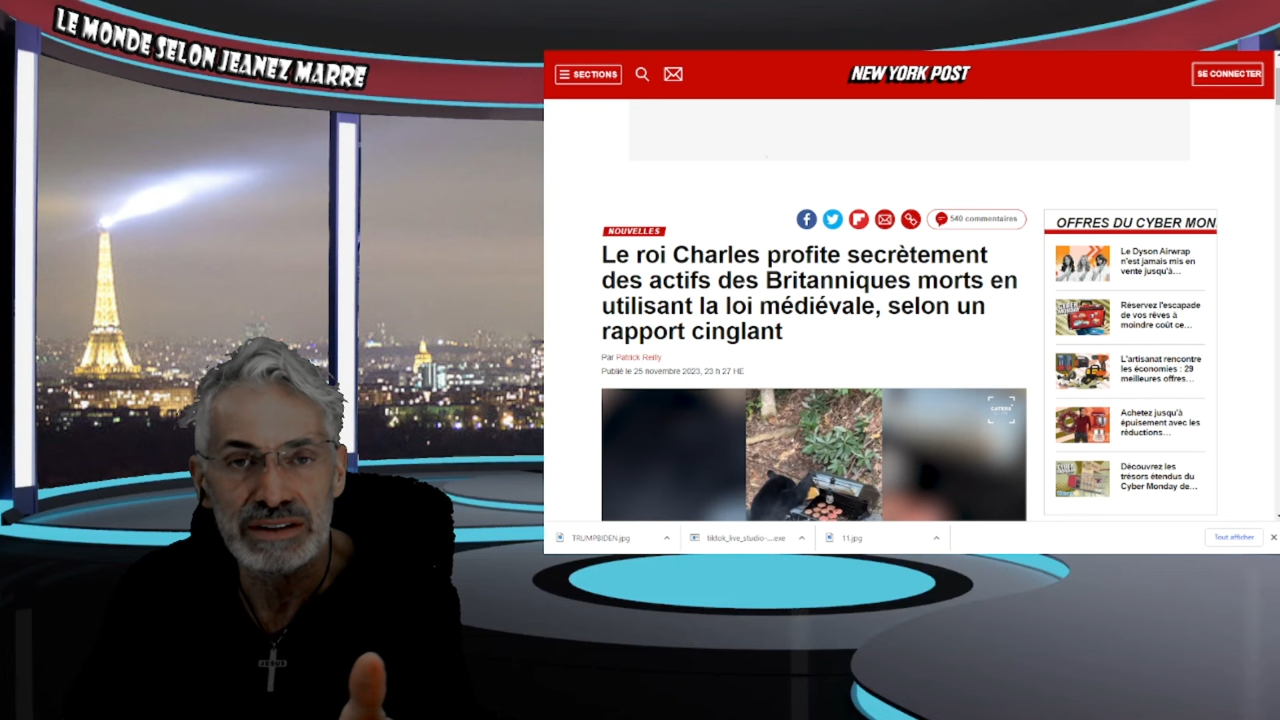 LE MONDE SELON JEANEZ MARRE
SECTIONS
NEW YORK POST
SE CONNECTER
540 commentaires
NOUVELLES
Le roi Charles profite secrètement
des actifs des Britanniques morts en
utilisant la loi médiévale, selon un
rapport cinglant
Par Patrick Reilly
Publié le 25 novembre 2023, 23 h 27 HE
CATERS
OFFRES DU CYBER MON
Le Dyson Airwrap
n'est jamais mis en
vente jusqu'à...
Réservez l'escapade
de vos rêves à
moindre coût ce...
L'artisanat rencontre
les économies : 29
meilleures offres...
Achetez jusqu'à
épuisement avec les
réductions...
Découvrez les
trésors étendus du
Cyber Monday de...
TRUMPBIDEN.jpg
tiktok_live_studio-....exe
11.jpg
Tout afficher
JESUS